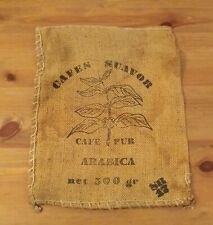 CAFES SUAVOR
CAFE PUR
ARABICA
net 500 gr